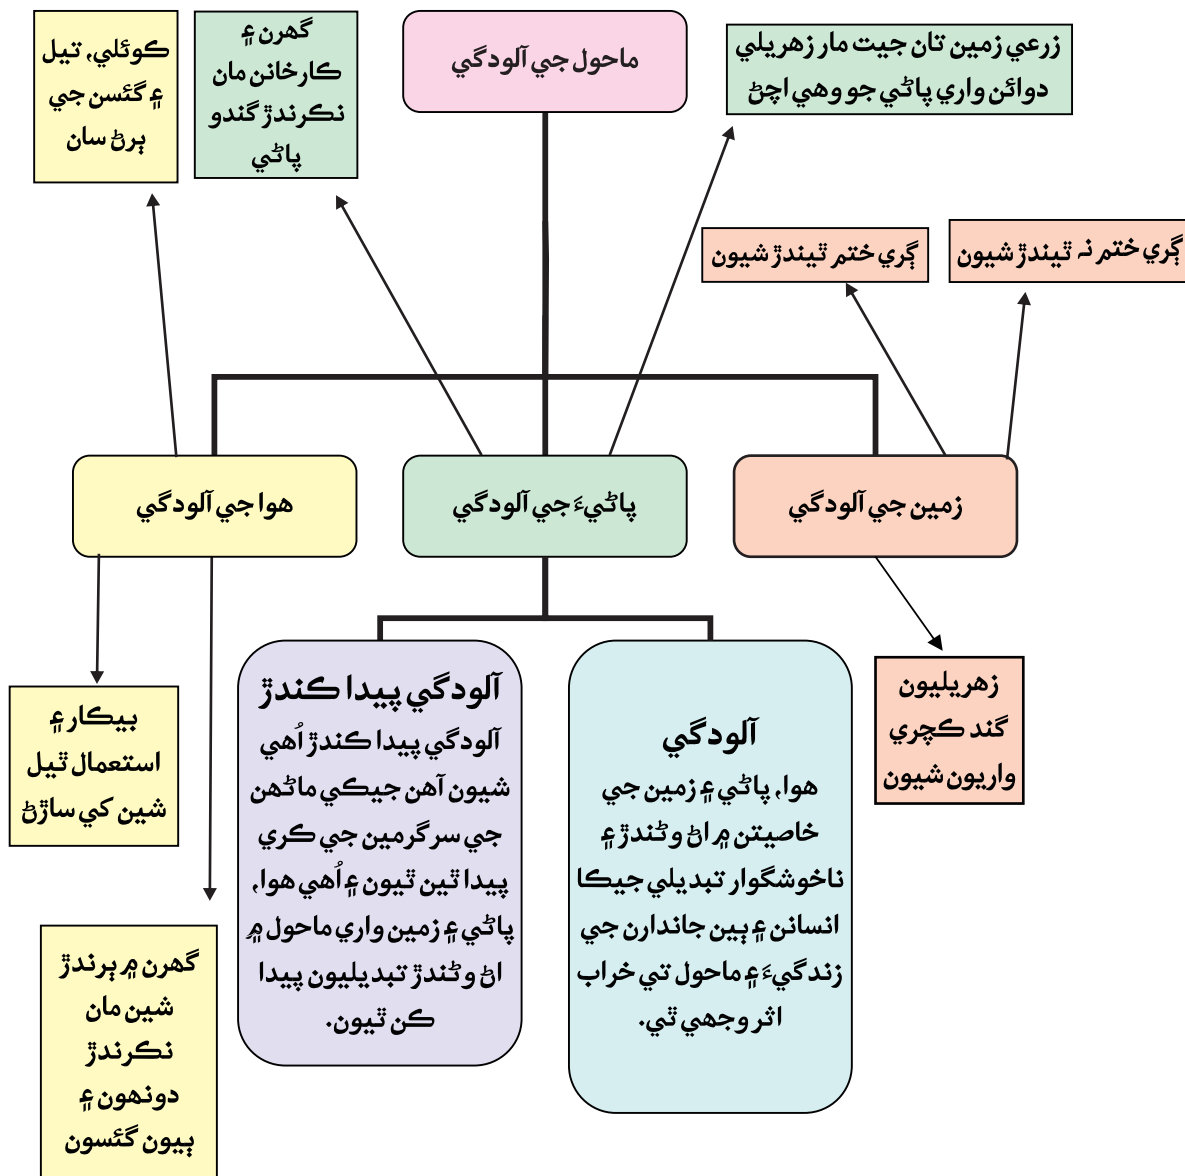 ماحول جي آلودگي
زرعي زمين تان جيت مار زهريلي
دوائن واري پاڻي جو وهي اچڻ
گهرن ۽
ڪارخانن مان
نڪرندڙ گندو
پاڻي
ڪوئلي، تيل
۽ گئسن جي
ٻرڻ سان
ڳري ختم نہ ٿيندڙ شيون
ڳري ختم ٿيندڙ شيون
زمين جي آلودگي
پاڻيءَ جي آلودگي
هوا جي آلودگي
زهريليون
گند ڪچري
واريون شيون
آلودگي
هوا، پاڻي ۽ زمين جي
خاصيتن ۾ اڻ وڻندڙ ۽
ناخوشگوار تبديلي جيڪا
انسانن ۽ ٻين جاندارن جي
زندگيءَ ۽ ماحول تي خراب
اثر وجهي ٿي.
آلودگي پيدا ڪندڙ
آلودگي پيدا ڪندڙ اُهي
شيون آهن جيڪي ماڻهن
جي سرگرمين جي ڪري
پيدا ٿين ٿيون ۽ اُهي هوا،
پاڻي ۽ زمين واري ماحول ۾
اڻ وڻندڙ تبديليون پيدا
ڪن ٿيون.
بيڪار ۽
استعمال ٿيل
شين کي ساڙڻ
گهرن ۾ ٻرندڙ
شين مان
نڪرندڙ
دونهون ۽
ٻيون گئسون